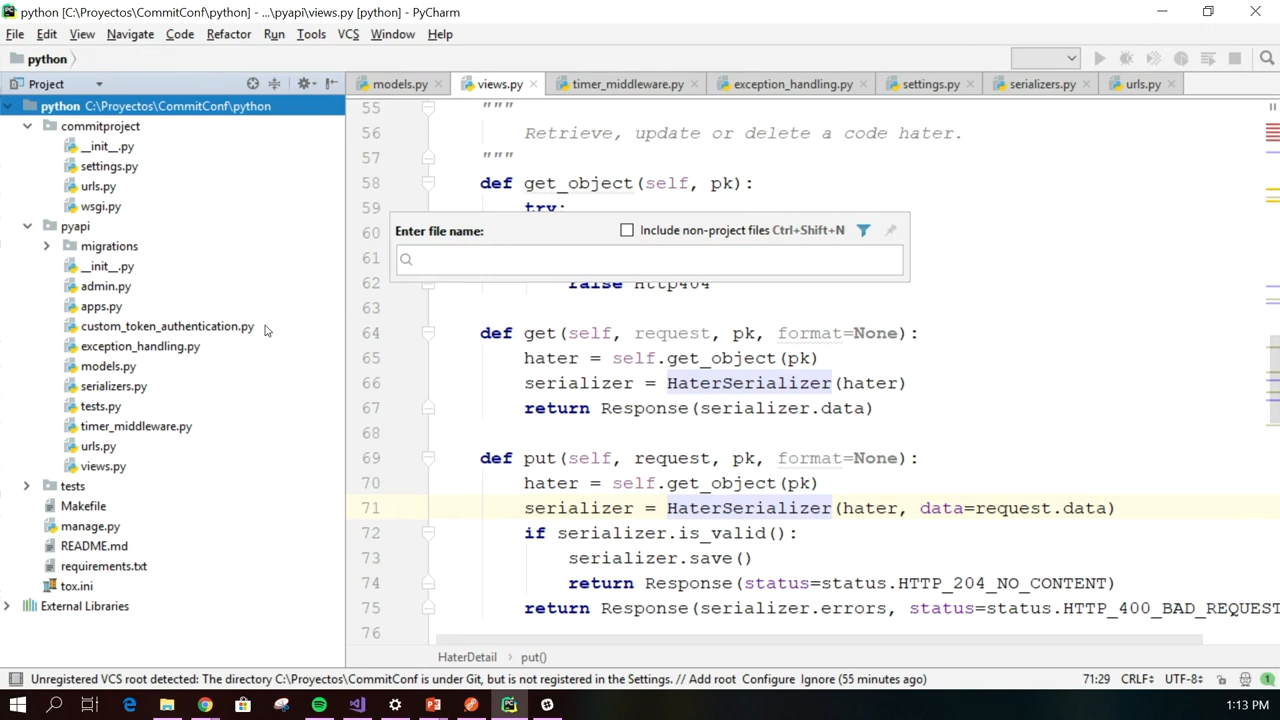 python [C:\Proyectos\CommitConf\python] - ...\pyapi\views.py [python] - PyCharm
File Edit View Navigate Code Refactor Run Tools VCS Window Help
python
Project
models.py views.py timer_middleware.py exception_handling.py settings.py serializers.py urls.py
python C:\Proyectos\CommitConf\python
commitproject
__init__.py
settings.py
urls.py
wsgi.py
pyapi
migrations
__init__.py
admin.py
apps.py
custom_token_authentication.py
exception_handling.py
models.py
serializers.py
tests.py
timer_middleware.py
urls.py
views.py
tests
Makefile
manage.py
README.md
requirements.txt
tox.ini
External Libraries
55 """
56 Retrieve, update or delete a code hater.
57 """
58 def get_object(self, pk):
59 try:
Enter file name: Include non-project files Ctrl+Shift+N
60
61
62 raise Http404
63
64 def get(self, request, pk, format=None):
65 hater = self.get_object(pk)
66 serializer = HaterSerializer(hater)
67 return Response(serializer.data)
68
69 def put(self, request, pk, format=None):
70 hater = self.get_object(pk)
71 serializer = HaterSerializer(hater, data=request.data)
72 if serializer.is_valid():
73 serializer.save()
74 return Response(status=status.HTTP_204_NO_CONTENT)
75 return Response(serializer.errors, status=status.HTTP_400_BAD_REQUEST
76
HaterDetail put()
Unregistered VCS root detected: The directory C:\Proyectos\CommitConf is under Git, but is not registered in the Settings. // Add root Configure Ignore (55 minutes ago) 71:29 CRLF UTF-8 1
1:13 PM